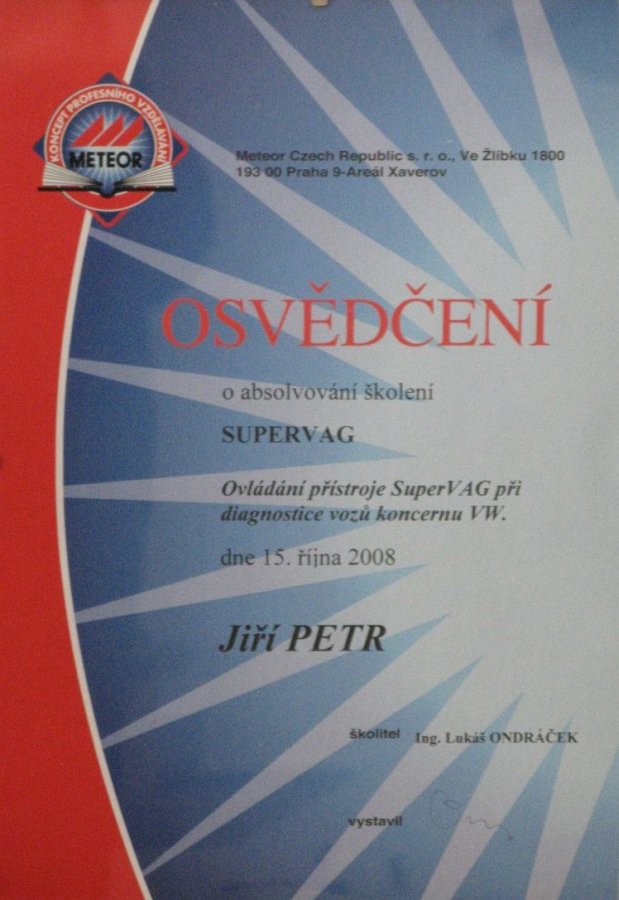 KONCEPT PROFESNÍHO VZDĚLÁVÁNÍ
METEOR
Meteor Czech Republic s. r. o., Ve Žlíbku 1800
193 00 Praha 9-Areál Xaverov
OSVĚDČENÍ
o absolvování školení
SUPERVAG
Ovládání přístroje SuperVAG při
diagnostice vozů koncernu VW.
dne 15. října 2008
Jiří PETR
školitel Ing. Lukáš ONDRÁČEK
vystavil